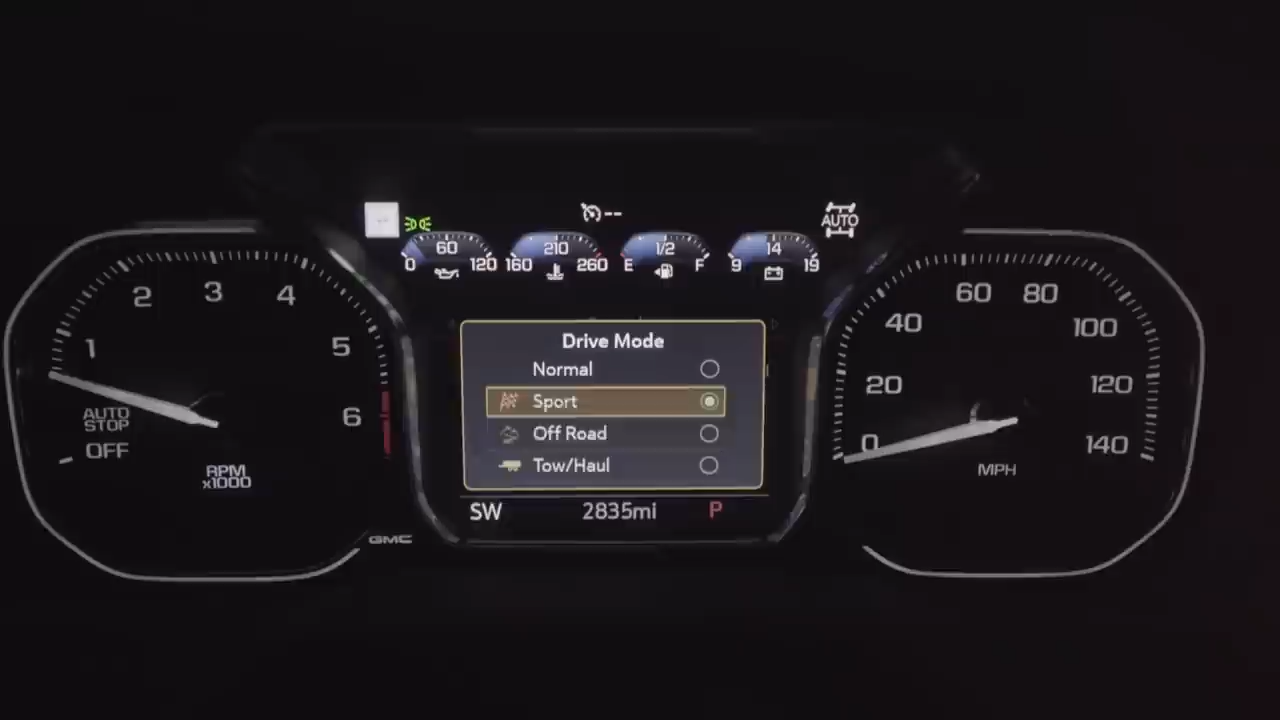 --
AUTO
60
0 120
210
160 260
1/2
E F
14
9 19
1
2
3
4
5
6
AUTO
STOP
OFF
RPM
x1000
GMC
Drive Mode
Normal
Sport
Off Road
Tow/Haul
SW 2835mi P
0
20
40
60
80
100
120
140
MPH